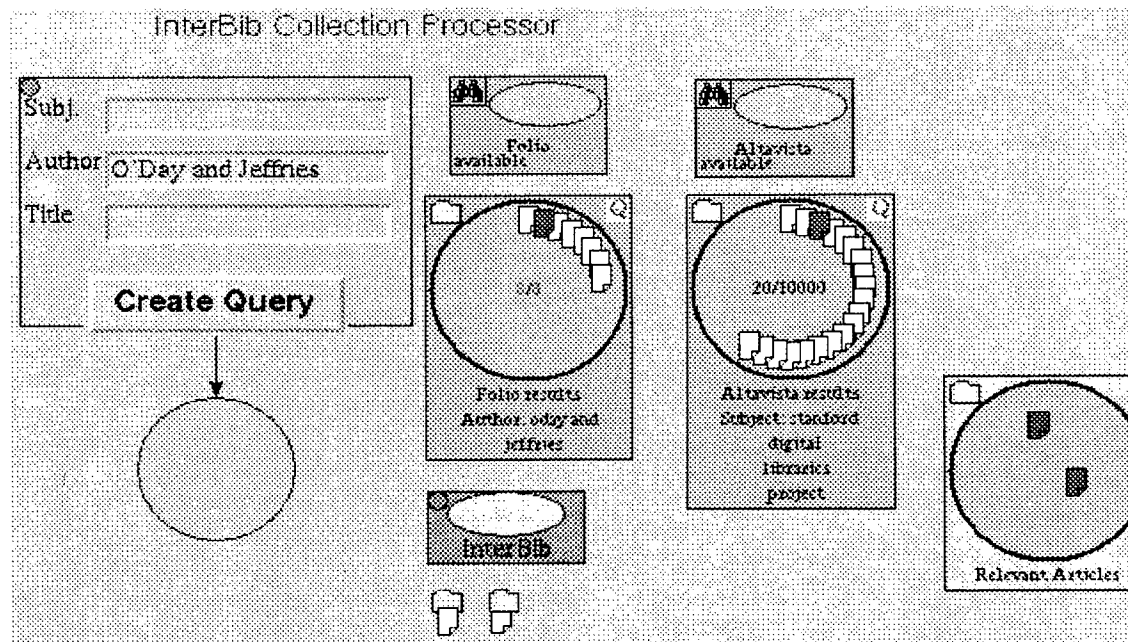 InterBib Collection Processor
Subj.
Author O'Day and Jeffries
Title
Create Query
Folio
available
Altavista
available
20/10000
Folio results
Author: oday and
jeffries
Altavista results
Subject: stanford
digital
libraries
project
InterBib
Relevant Articles